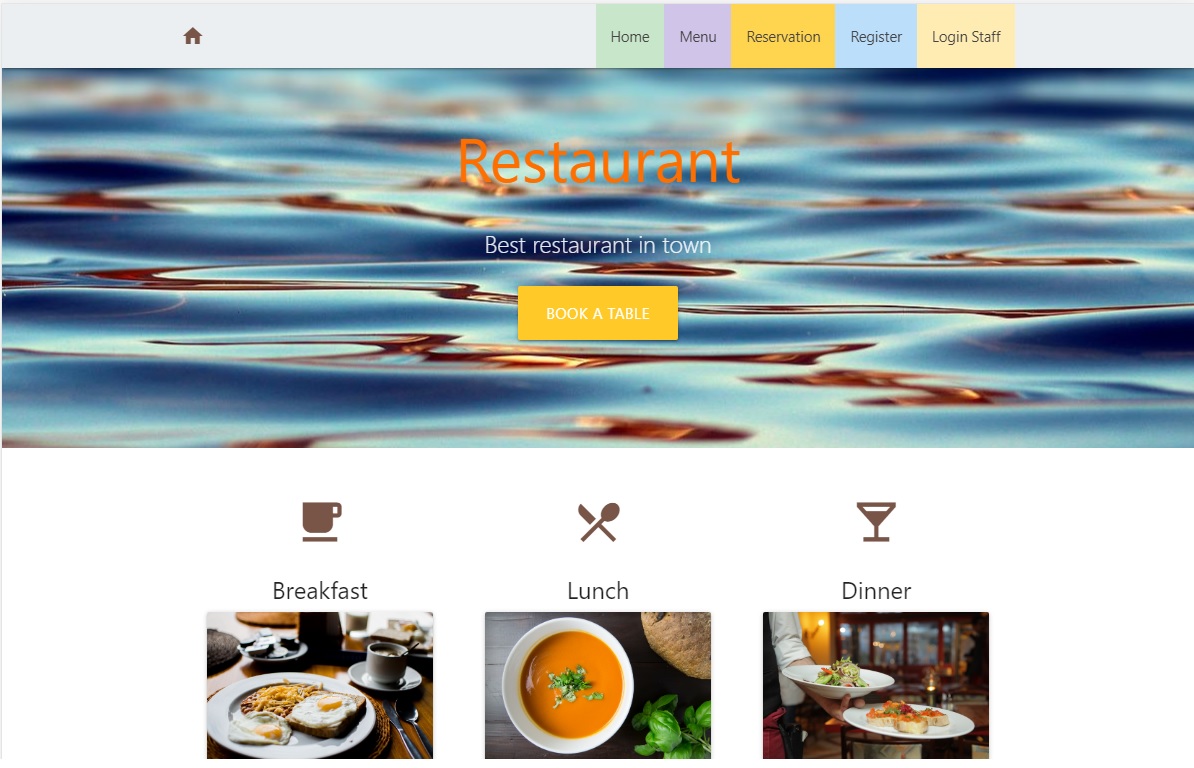 Home Menu Reservation Register Login Staff
Restaurant
Best restaurant in town
BOOK A TABLE
Breakfast Lunch Dinner